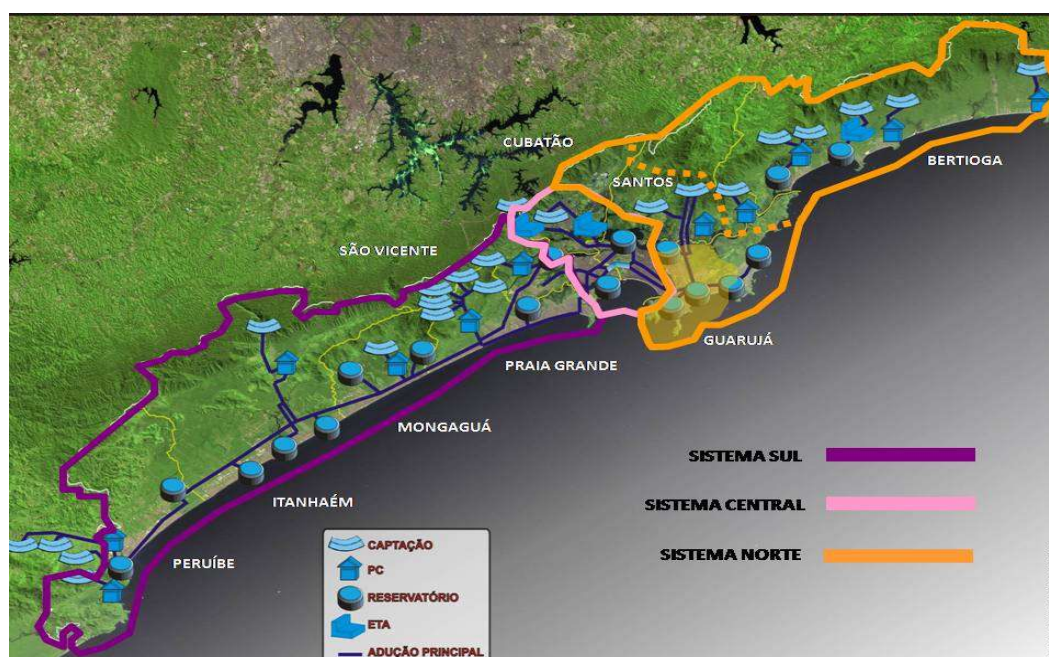 CUBATÃO
SANTOS
BERTIOGA
SÃO VICENTE
GUARUJÁ
PRAIA GRANDE
MONGAGUÁ
ITANHAÉM
PERUÍBE
SISTEMA SUL
SISTEMA CENTRAL
SISTEMA NORTE
CAPTAÇÃO
PC
RESERVATÓRIO
ETA
ADUÇÃO PRINCIPAL